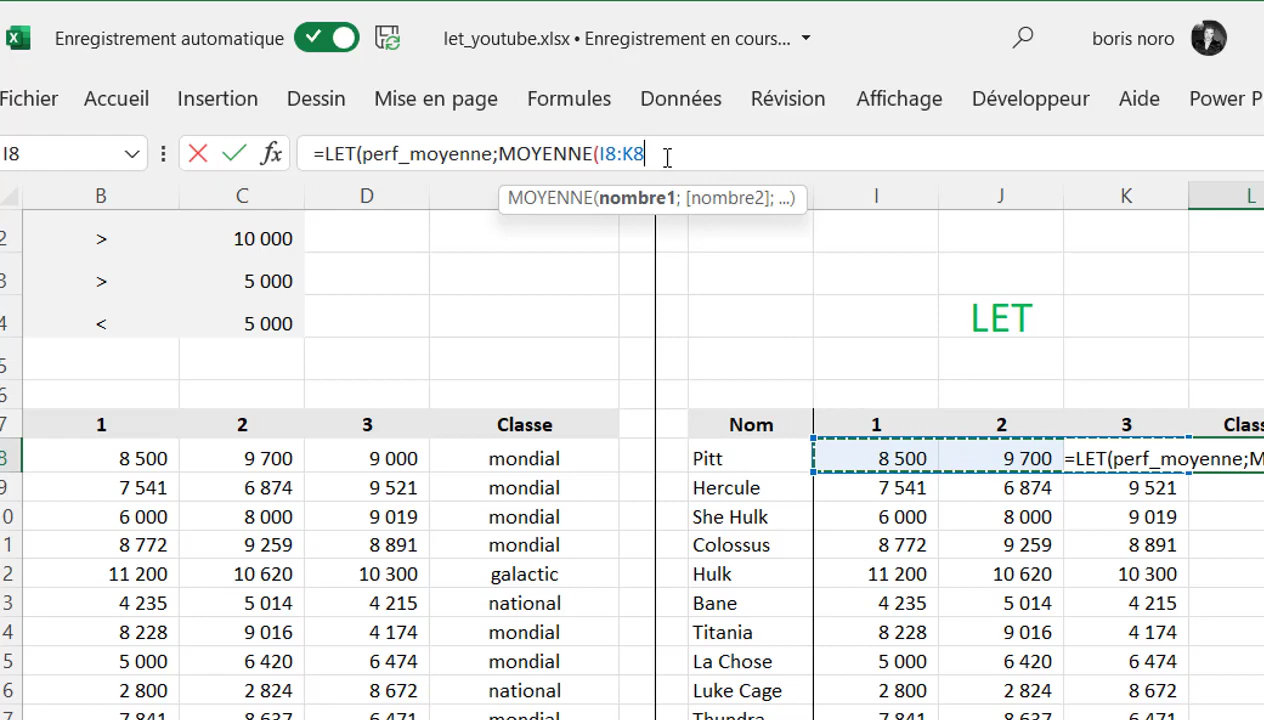 Enregistrement automatique let_youtube.xlsx • Enregistrement en cours... boris noro
Fichier Accueil Insertion Dessin Mise en page Formules Données Révision Affichage Développeur Aide Power P
I8 fx =LET(perf_moyenne;MOYENNE(I8:K8
MOYENNE(nombre1; [nombre2]; ...)
B C D I J K L
2 > 10 000
3 > 5 000
4 < 5 000
LET
5
6
7 1 2 3 Classe Nom 1 2 3 Class
8 8 500 9 700 9 000 mondial Pitt 8 500 9 700 =LET(perf_moyenne;M
9 7 541 6 874 9 521 mondial Hercule 7 541 6 874 9 521
0 6 000 8 000 9 019 mondial She Hulk 6 000 8 000 9 019
1 8 772 9 259 8 891 mondial Colossus 8 772 9 259 8 891
2 11 200 10 620 10 300 galactic Hulk 11 200 10 620 10 300
3 4 235 5 014 4 215 national Bane 4 235 5 014 4 215
4 8 228 9 016 4 174 mondial Titania 8 228 9 016 4 174
5 5 000 6 420 6 474 mondial La Chose 5 000 6 420 6 474
6 2 800 2 824 8 672 national Luke Cage 2 800 2 824 8 672
7 7 841 8 637 6 471 mondial Thundra 7 841 8 637 6 471